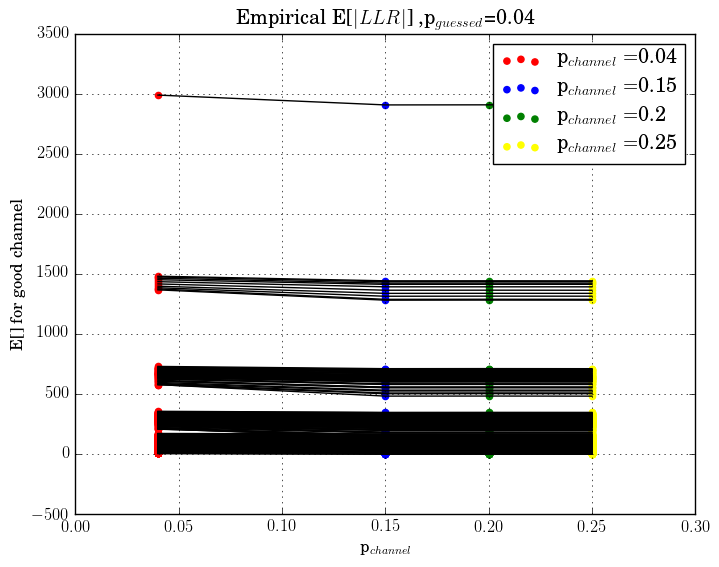 Empirical E[|LLR|] ,p_guessed=0.04
3500
3000
2500
2000
1500
1000
500
0
−500
E[] for good channel
p_channel =0.04
p_channel =0.15
p_channel =0.2
p_channel =0.25
0.00 0.05 0.10 0.15 0.20 0.25 0.30
p_channel